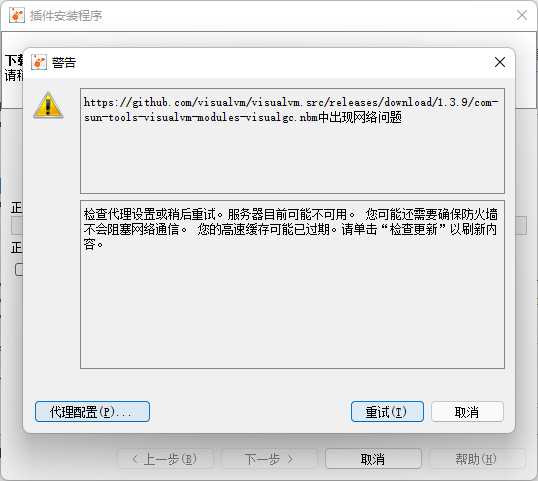 插件安装程序
下载
警告
https://github.com/visualvm/visualvm.src/releases/download/1.3.9/com-
sun-tools-visualvm-modules-visualgc.nbm中出现网络问题
检查代理设置或稍后重试。服务器目前可能不可用。 您可能还需要确保防火墙
不会阻塞网络通信。 您的高速缓存可能已过期。请单击“检查更新”以刷新内
容。
正
正
代理配置(P)...
重试(T)
取消
< 上一步(B)
下一步 >
取消
帮助(H)